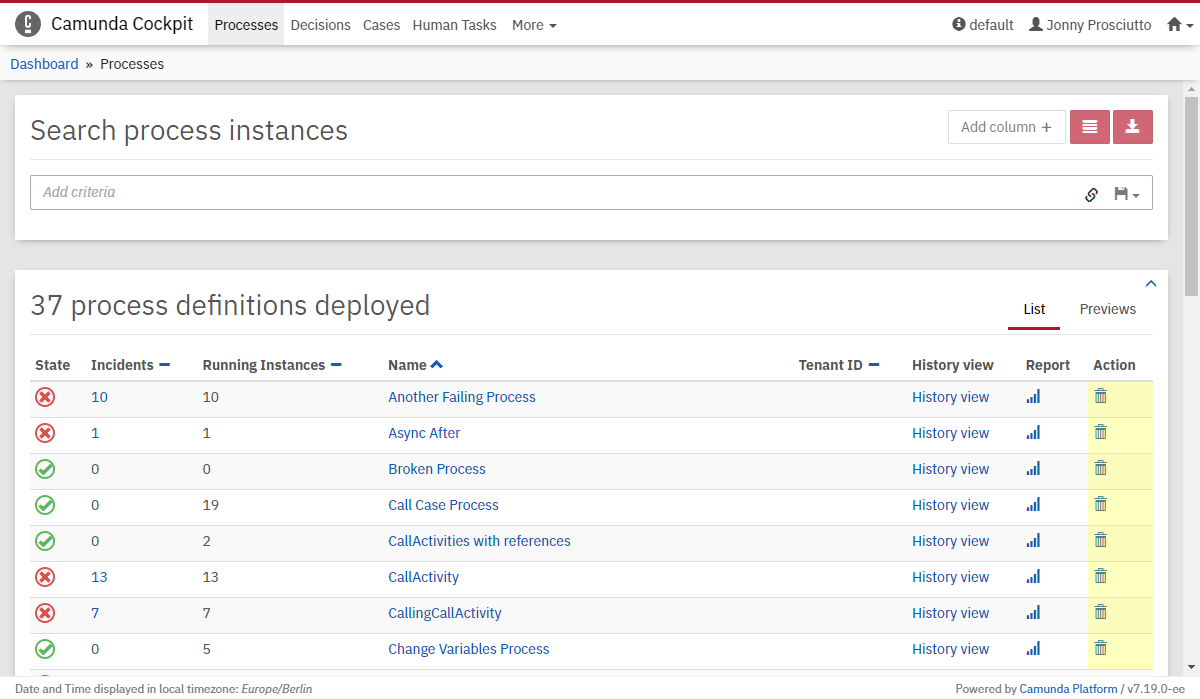 Camunda Cockpit Processes Decisions Cases Human Tasks More default Jonny Prosciutto
Dashboard » Processes
Search process instances
Add column +
Add criteria
37 process definitions deployed
List Previews
State Incidents Running Instances Name Tenant ID History view Report Action
10 10 Another Failing Process History view
1 1 Async After History view
0 0 Broken Process History view
0 19 Call Case Process History view
0 2 CallActivities with references History view
13 13 CallActivity History view
7 7 CallingCallActivity History view
0 5 Change Variables Process History view
Date and Time displayed in local timezone: Europe/Berlin Powered by Camunda Platform / v7.19.0-ee